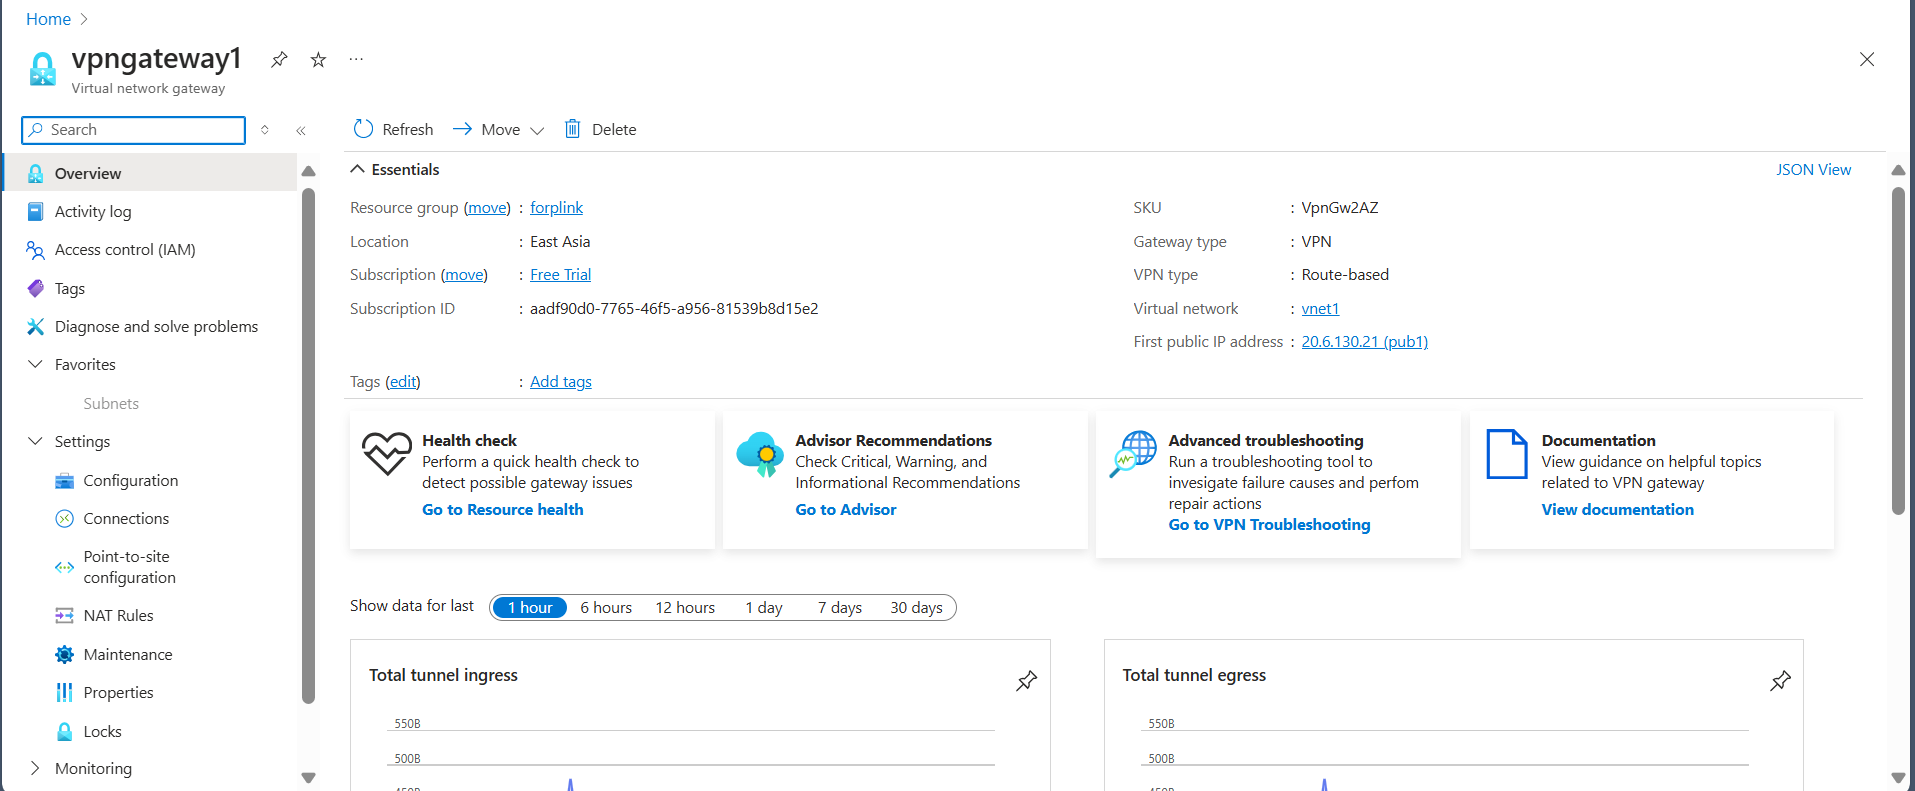 Home
vpngateway1
Virtual network gateway
Search
Refresh
Move
Delete
Overview
Activity log
Access control (IAM)
Tags
Diagnose and solve problems
Favorites
Subnets
Settings
Configuration
Connections
Point-to-site
configuration
NAT Rules
Maintenance
Properties
Locks
Monitoring
Essentials
JSON View
Resource group (move) : forplink
Location : East Asia
Subscription (move) : Free Trial
Subscription ID : aadf90d0-7765-46f5-a956-81539b8d15e2
SKU : VpnGw2AZ
Gateway type : VPN
VPN type : Route-based
Virtual network : vnet1
First public IP address : 20.6.130.21 (pub1)
Tags (edit) : Add tags
Health check
Perform a quick health check to
detect possible gateway issues
Go to Resource health
Advisor Recommendations
Check Critical, Warning, and
Informational Recommendations
Go to Advisor
Advanced troubleshooting
Run a troubleshooting tool to
invesigate failure causes and perfom
repair actions
Go to VPN Troubleshooting
Documentation
View guidance on helpful topics
related to VPN gateway
View documentation
Show data for last 1 hour 6 hours 12 hours 1 day 7 days 30 days
Total tunnel ingress
550B
500B
450B
Total tunnel egress
550B
500B
450B